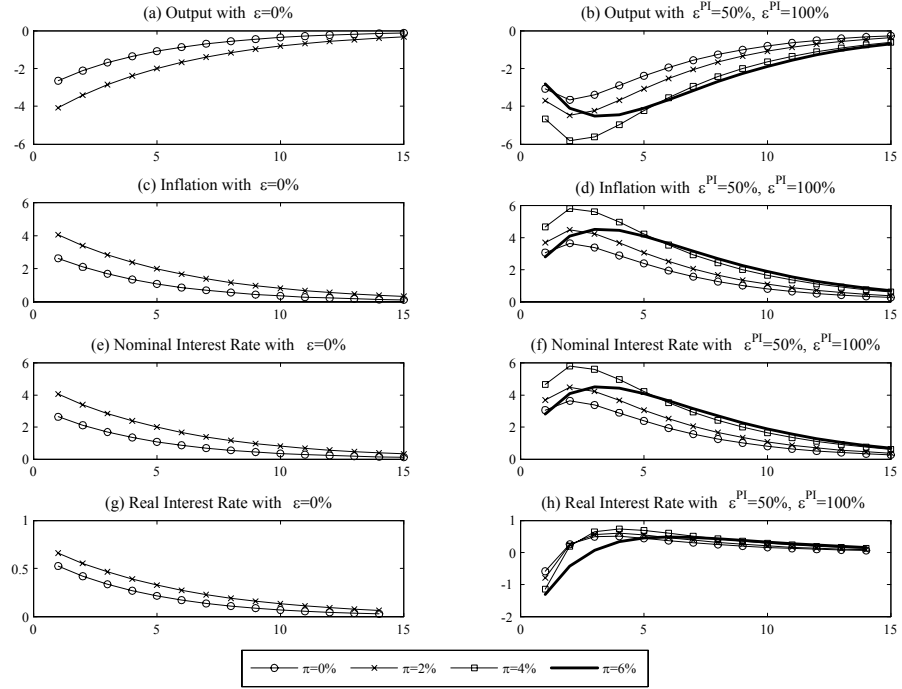 (a) Output with ε=0%
0
-2
-4
-6
0 5 10 15
(b) Output with ε^PI=50%, ε^PI=100%
0
-2
-4
-6
0 5 10 15
(c) Inflation with ε=0%
6
4
2
0
0 5 10 15
(d) Inflation with ε^PI=50%, ε^PI=100%
6
4
2
0
0 5 10 15
(e) Nominal Interest Rate with ε=0%
6
4
2
0
0 5 10 15
(f) Nominal Interest Rate with ε^PI=50%, ε^PI=100%
6
4
2
0
0 5 10 15
(g) Real Interest Rate with ε=0%
1
0.5
0
0 5 10 15
(h) Real Interest Rate with ε^PI=50%, ε^PI=100%
1
0
-1
-2
0 5 10 15
π=0% π=2% π=4% π=6%